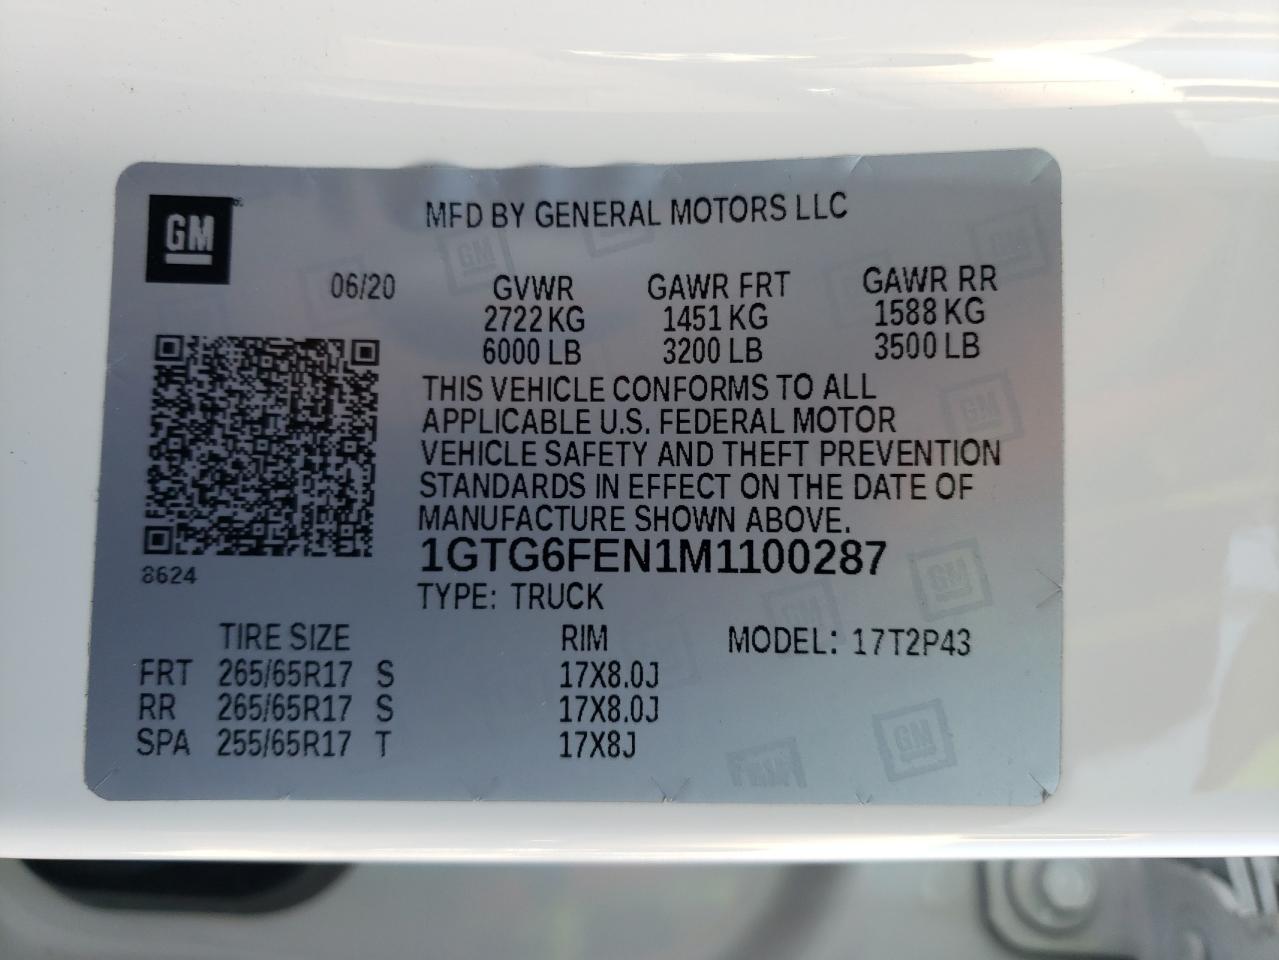 GM
MFD BY GENERAL MOTORS LLC
06/20 GVWR GAWR FRT GAWR RR
2722 KG 1451 KG 1588 KG
6000 LB 3200 LB 3500 LB
THIS VEHICLE CONFORMS TO ALL
APPLICABLE U.S. FEDERAL MOTOR
VEHICLE SAFETY AND THEFT PREVENTION
STANDARDS IN EFFECT ON THE DATE OF
MANUFACTURE SHOWN ABOVE.
1GTG6FEN1M1100287
8624
TYPE: TRUCK
TIRE SIZE RIM MODEL: 17T2P43
FRT 265/65R17 S 17X8.0J
RR 265/65R17 S 17X8.0J
SPA 255/65R17 T 17X8J